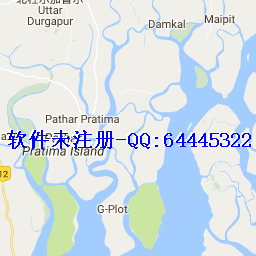 Uttar
Durgapur
Damkal
Maipit
Pathar Pratima
软件未注册-QQ:64445322
Pratima Island
12
G-Plot